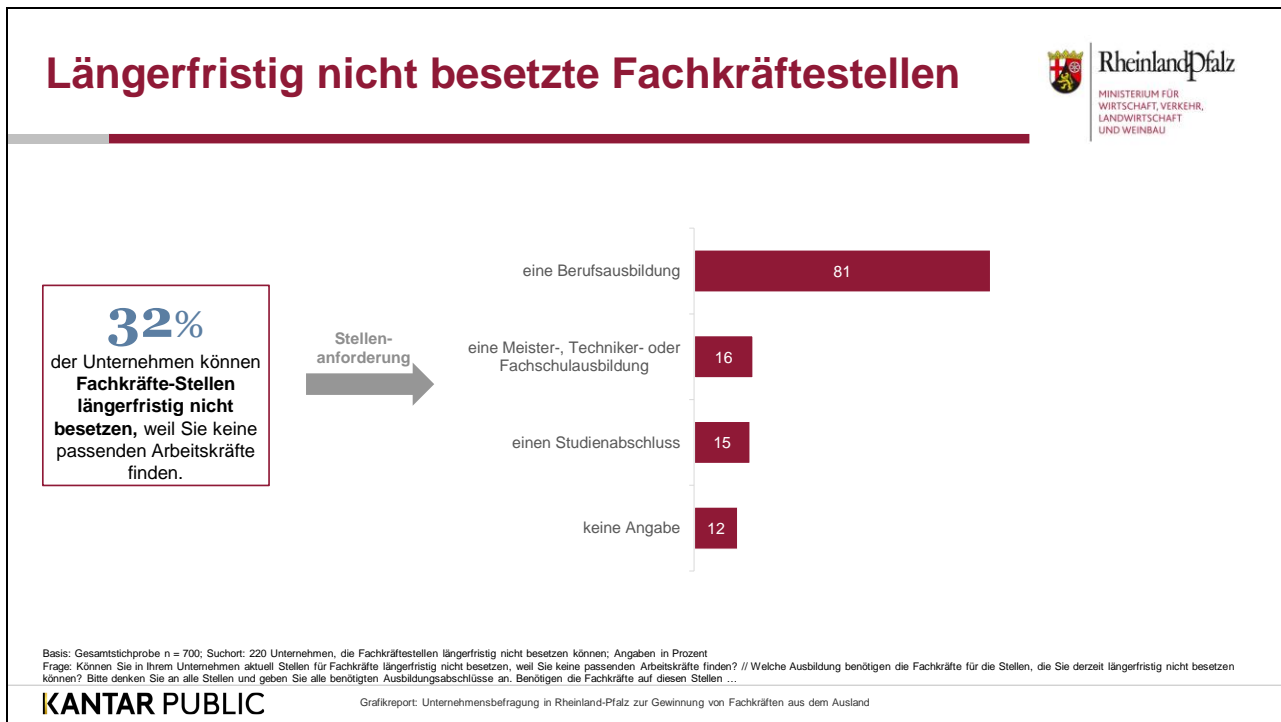 Längerfristig nicht besetzte Fachkräftestellen
RheinlandPfalz
MINISTERIUM FÜR
WIRTSCHAFT, VERKEHR,
LANDWIRTSCHAFT
UND WEINBAU
32%
der Unternehmen können
Fachkräfte-Stellen
längerfristig nicht
besetzen, weil Sie keine
passenden Arbeitskräfte
finden.
Stellen-
anforderung
eine Berufsausbildung
81
eine Meister-, Techniker- oder
Fachschulausbildung
16
einen Studienabschluss
15
keine Angabe
12
Basis: Gesamtstichprobe n = 700; Suchort: 220 Unternehmen, die Fachkräftestellen längerfristig nicht besetzen können; Angaben in Prozent
Frage: Können Sie in Ihrem Unternehmen aktuell Stellen für Fachkräfte längerfristig nicht besetzen, weil Sie keine passenden Arbeitskräfte finden? // Welche Ausbildung benötigen die Fachkräfte für die Stellen, die Sie derzeit längerfristig nicht besetzen
können? Bitte denken Sie an alle Stellen und geben Sie alle benötigten Ausbildungsabschlüsse an. Benötigen die Fachkräfte auf diesen Stellen …
KANTAR PUBLIC
Grafikreport: Unternehmensbefragung in Rheinland-Pfalz zur Gewinnung von Fachkräften aus dem Ausland